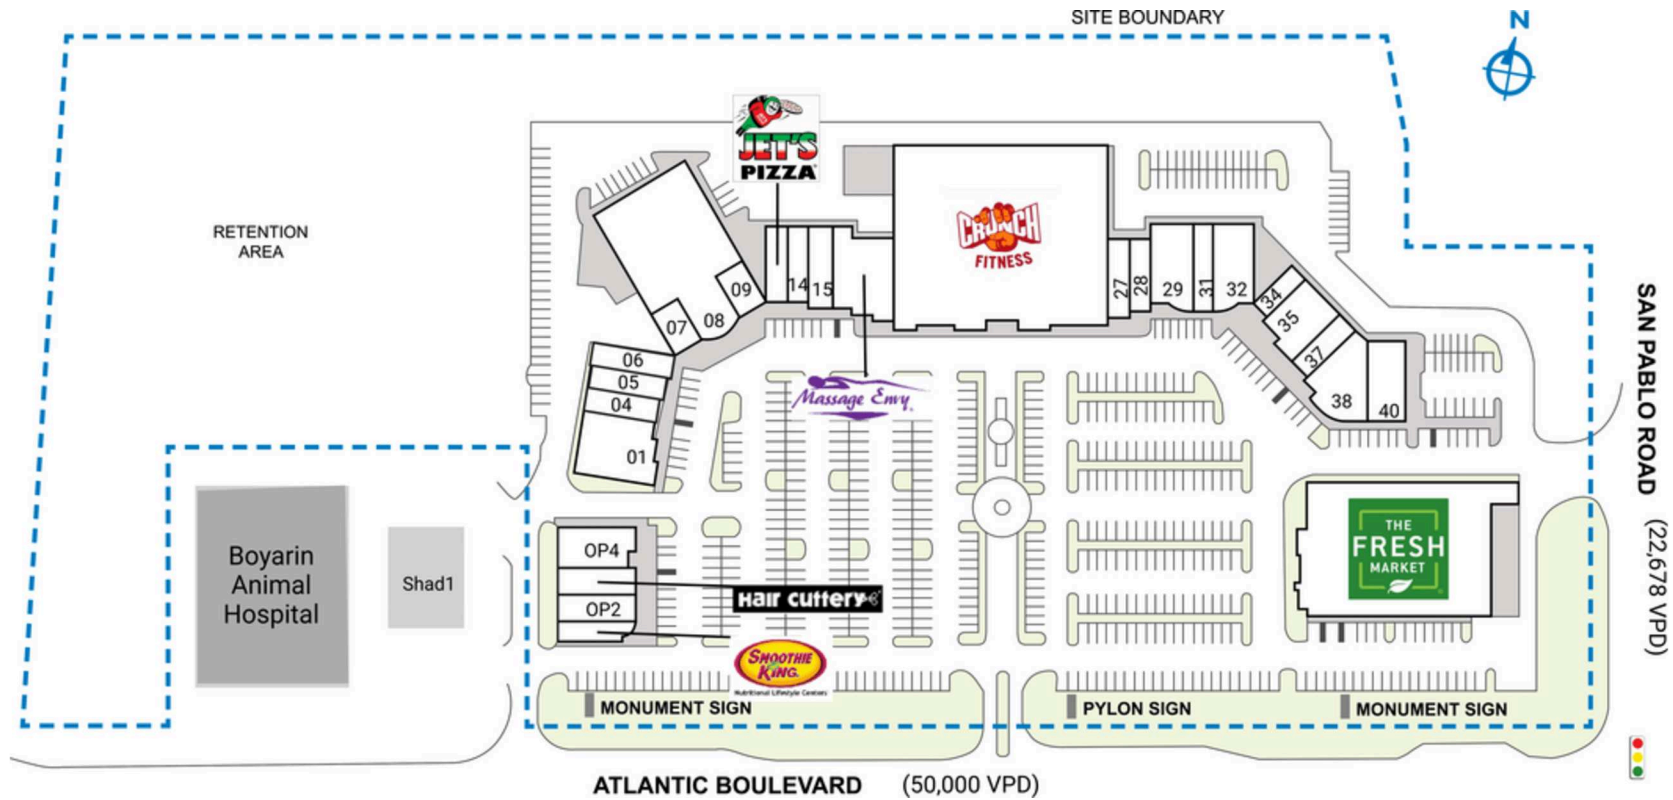 SITE BOUNDARY
N
JET'S
PIZZA
RETENTION
AREA
CRUNCH
FITNESS
09
14
15
27
28
29
31
32
34
35
37
38
40
07
08
06
05
04
01
Massage Envy
SAN PABLO ROAD (22,678 VPD)
Boyarin
Animal
Hospital
Shad1
OP4
OP2
Hair Cuttery
THE
FRESH
MARKET
SMOOTHIE
KING
Nutritional Lifestyle Centers
MONUMENT SIGN
PYLON SIGN
MONUMENT SIGN
ATLANTIC BOULEVARD (50,000 VPD)